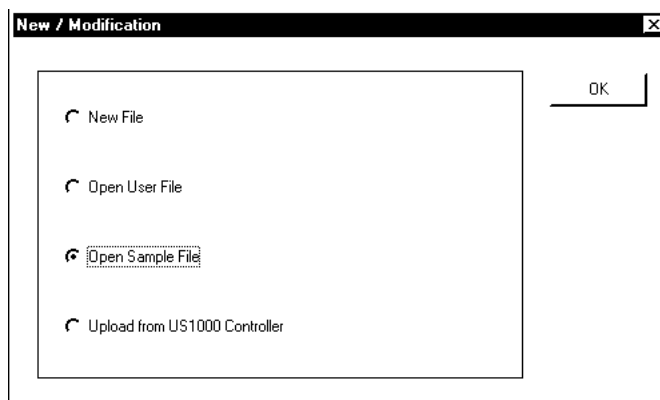 New / Modification
OK
New File
Open User File
Open Sample File
Upload from US1000 Controller